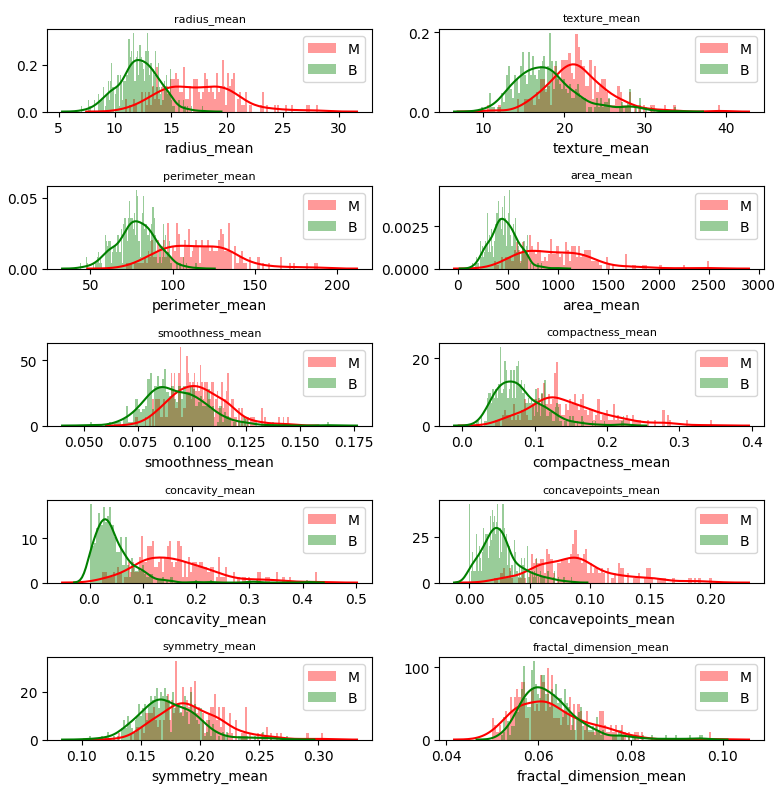 radius_mean
0.2
0.0
M
B
5 10 15 20 25 30
radius_mean
texture_mean
0.2
0.0
M
B
10 20 30 40
texture_mean
perimeter_mean
0.05
0.00
M
B
50 100 150 200
perimeter_mean
area_mean
0.0025
0.0000
M
B
0 500 1000 1500 2000 2500 3000
area_mean
smoothness_mean
50
0
M
B
0.050 0.075 0.100 0.125 0.150 0.175
smoothness_mean
compactness_mean
20
0
M
B
0.0 0.1 0.2 0.3 0.4
compactness_mean
concavity_mean
10
0
M
B
0.0 0.1 0.2 0.3 0.4 0.5
concavity_mean
concavepoints_mean
25
0
M
B
0.00 0.05 0.10 0.15 0.20
concavepoints_mean
symmetry_mean
20
0
M
B
0.10 0.15 0.20 0.25 0.30
symmetry_mean
fractal_dimension_mean
100
0
M
B
0.04 0.06 0.08 0.10
fractal_dimension_mean